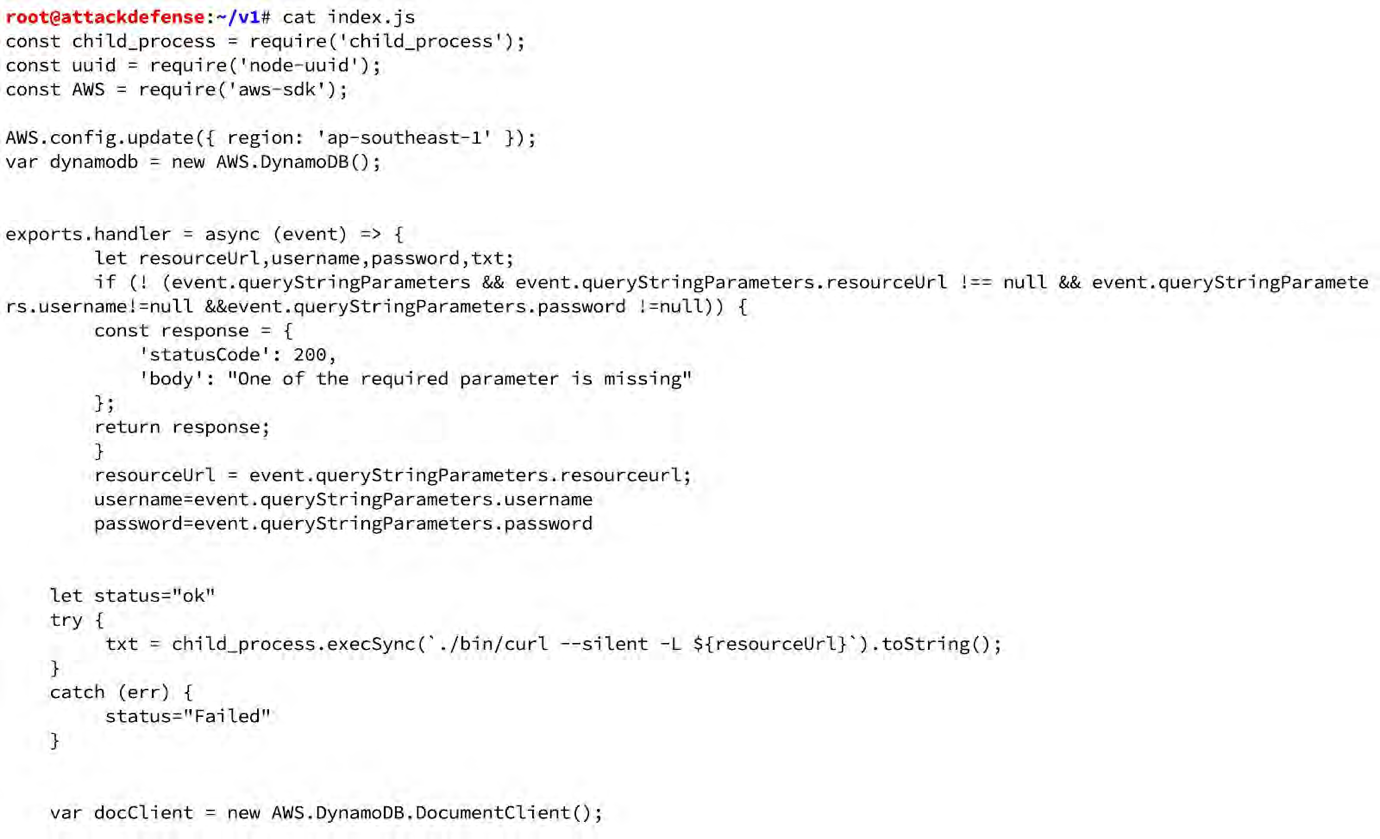 root@attackdefense:~/v1# cat index.js
const child_process = require('child_process');
const uuid = require('node-uuid');
const AWS = require('aws-sdk');
AWS.config.update({ region: 'ap-southeast-1' });
var dynamodb = new AWS.DynamoDB();
exports.handler = async (event) => {
        let resourceUrl,username,password,txt;
        if (! (event.queryStringParameters && event.queryStringParameters.resourceUrl !== null && event.queryStringParamete
rs.username!=null &&event.queryStringParameters.password !=null)) {
        const response = {
            'statusCode': 200,
            'body': "One of the required parameter is missing"
        };
        return response;
        }
        resourceUrl = event.queryStringParameters.resourceurl;
        username=event.queryStringParameters.username
        password=event.queryStringParameters.password
    let status="ok"
    try {
         txt = child_process.execSync(`./bin/curl --silent -L ${resourceUrl}`).toString();
    }
    catch (err) {
         status="Failed"
    }
    var docClient = new AWS.DynamoDB.DocumentClient();